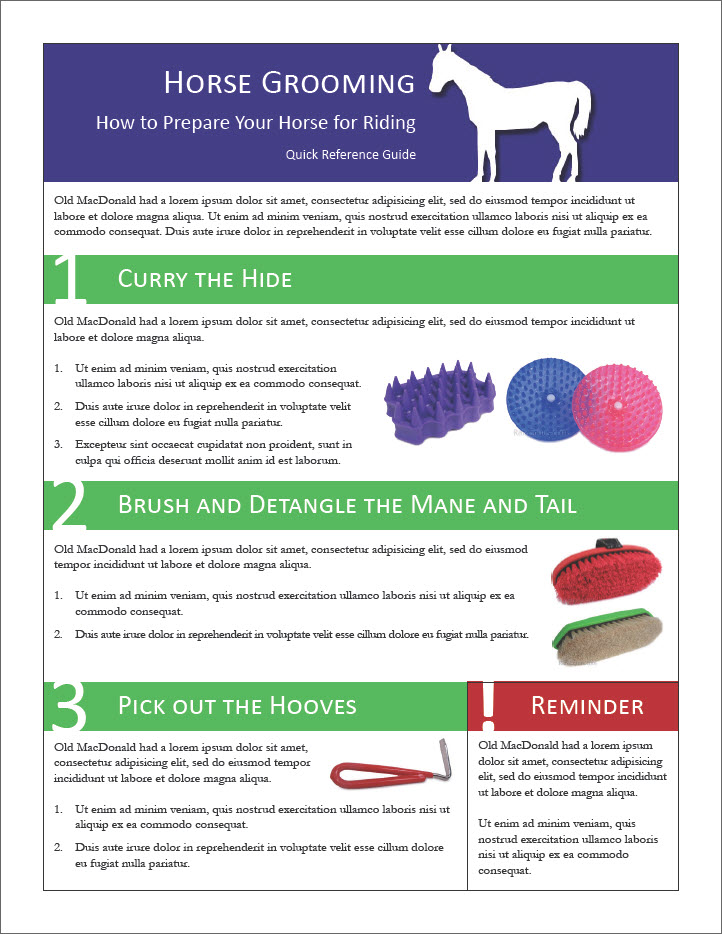 Horse Grooming
How to Prepare Your Horse for Riding
Quick Reference Guide
Old MacDonald had a lorem ipsum dolor sit amet, consectetur adipisicing elit, sed do eiusmod tempor incididunt ut
labore et dolore magna aliqua. Ut enim ad minim veniam, quis nostrud exercitation ullamco laboris nisi ut aliquip ex ea
commodo consequat. Duis aute irure dolor in reprehenderit in voluptate velit esse cillum dolore eu fugiat nulla pariatur.
1 Curry the Hide
Old MacDonald had a lorem ipsum dolor sit amet, consectetur adipisicing elit, sed do eiusmod tempor incididunt ut
labore et dolore magna aliqua.
1. Ut enim ad minim veniam, quis nostrud exercitation
ullamco laboris nisi ut aliquip ex ea commodo consequat.
2. Duis aute irure dolor in reprehenderit in voluptate velit
esse cillum dolore eu fugiat nulla pariatur.
3. Excepteur sint occaecat cupidatat non proident, sunt in
culpa qui officia deserunt mollit anim id est laborum.
2 Brush and Detangle the Mane and Tail
Old MacDonald had a lorem ipsum dolor sit amet, consectetur adipisicing elit, sed do eiusmod
tempor incididunt ut labore et dolore magna aliqua.
1. Ut enim ad minim veniam, quis nostrud exercitation ullamco laboris nisi ut aliquip ex ea
commodo consequat.
2. Duis aute irure dolor in reprehenderit in voluptate velit esse cillum dolore eu fugiat nulla pariatur.
3 Pick out the Hooves
Old MacDonald had a lorem ipsum dolor sit amet,
consectetur adipisicing elit, sed do eiusmod tempor
incididunt ut labore et dolore magna aliqua.
1. Ut enim ad minim veniam, quis nostrud exercitation ullamco laboris nisi ut
aliquip ex ea commodo consequat.
2. Duis aute irure dolor in reprehenderit in voluptate velit esse cillum dolore
eu fugiat nulla pariatur.
! Reminder
Old MacDonald had a lorem ipsum
dolor sit amet, consectetur adipisicing
elit, sed do eiusmod tempor incididunt
ut labore et dolore magna aliqua.
Ut enim ad minim veniam, quis
nostrud exercitation ullamco laboris
nisi ut aliquip ex ea commodo
consequat.